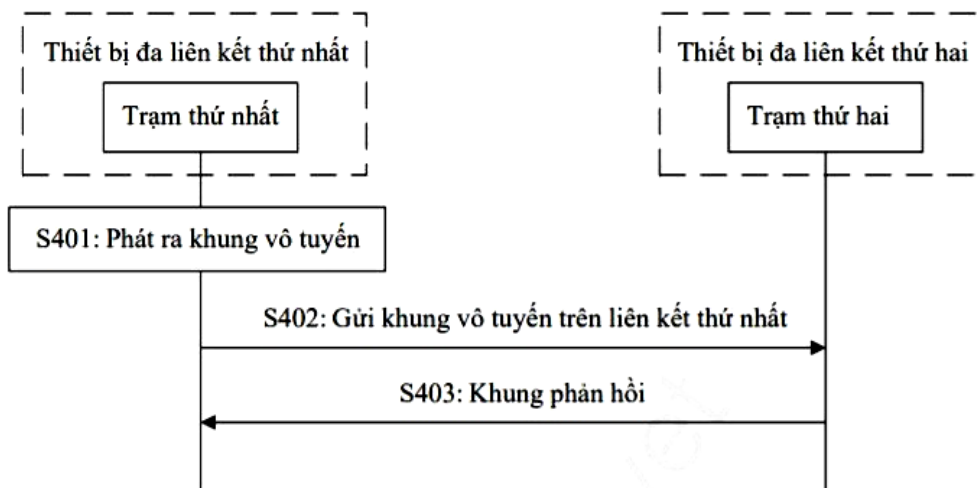 Thiết bị đa liên kết thứ nhất
Thiết bị đa liên kết thứ hai
Trạm thứ nhất
Trạm thứ hai
S401: Phát ra khung vô tuyến
S402: Gửi khung vô tuyến trên liên kết thứ nhất
S403: Khung phản hồi